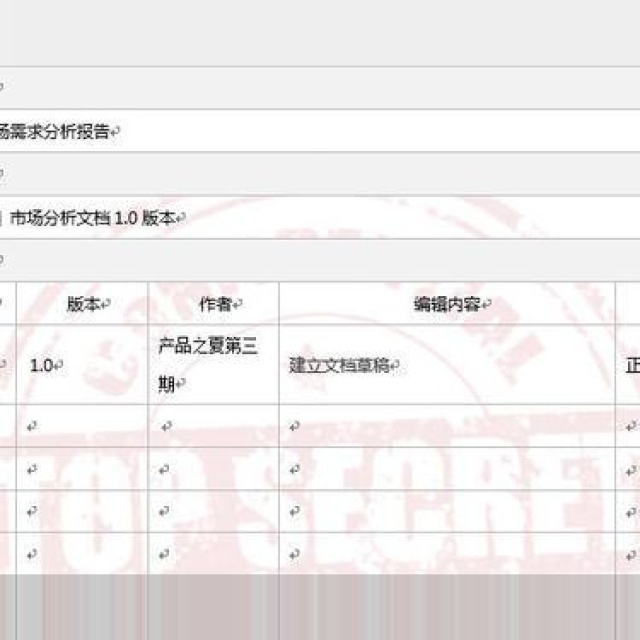 场需求分析报告
市场分析文档 1.0 版本
版本 作者 编辑内容
1.0 产品之夏第三期 建立文档草稿 正
CONFIDENTIAL
TOP SECRET